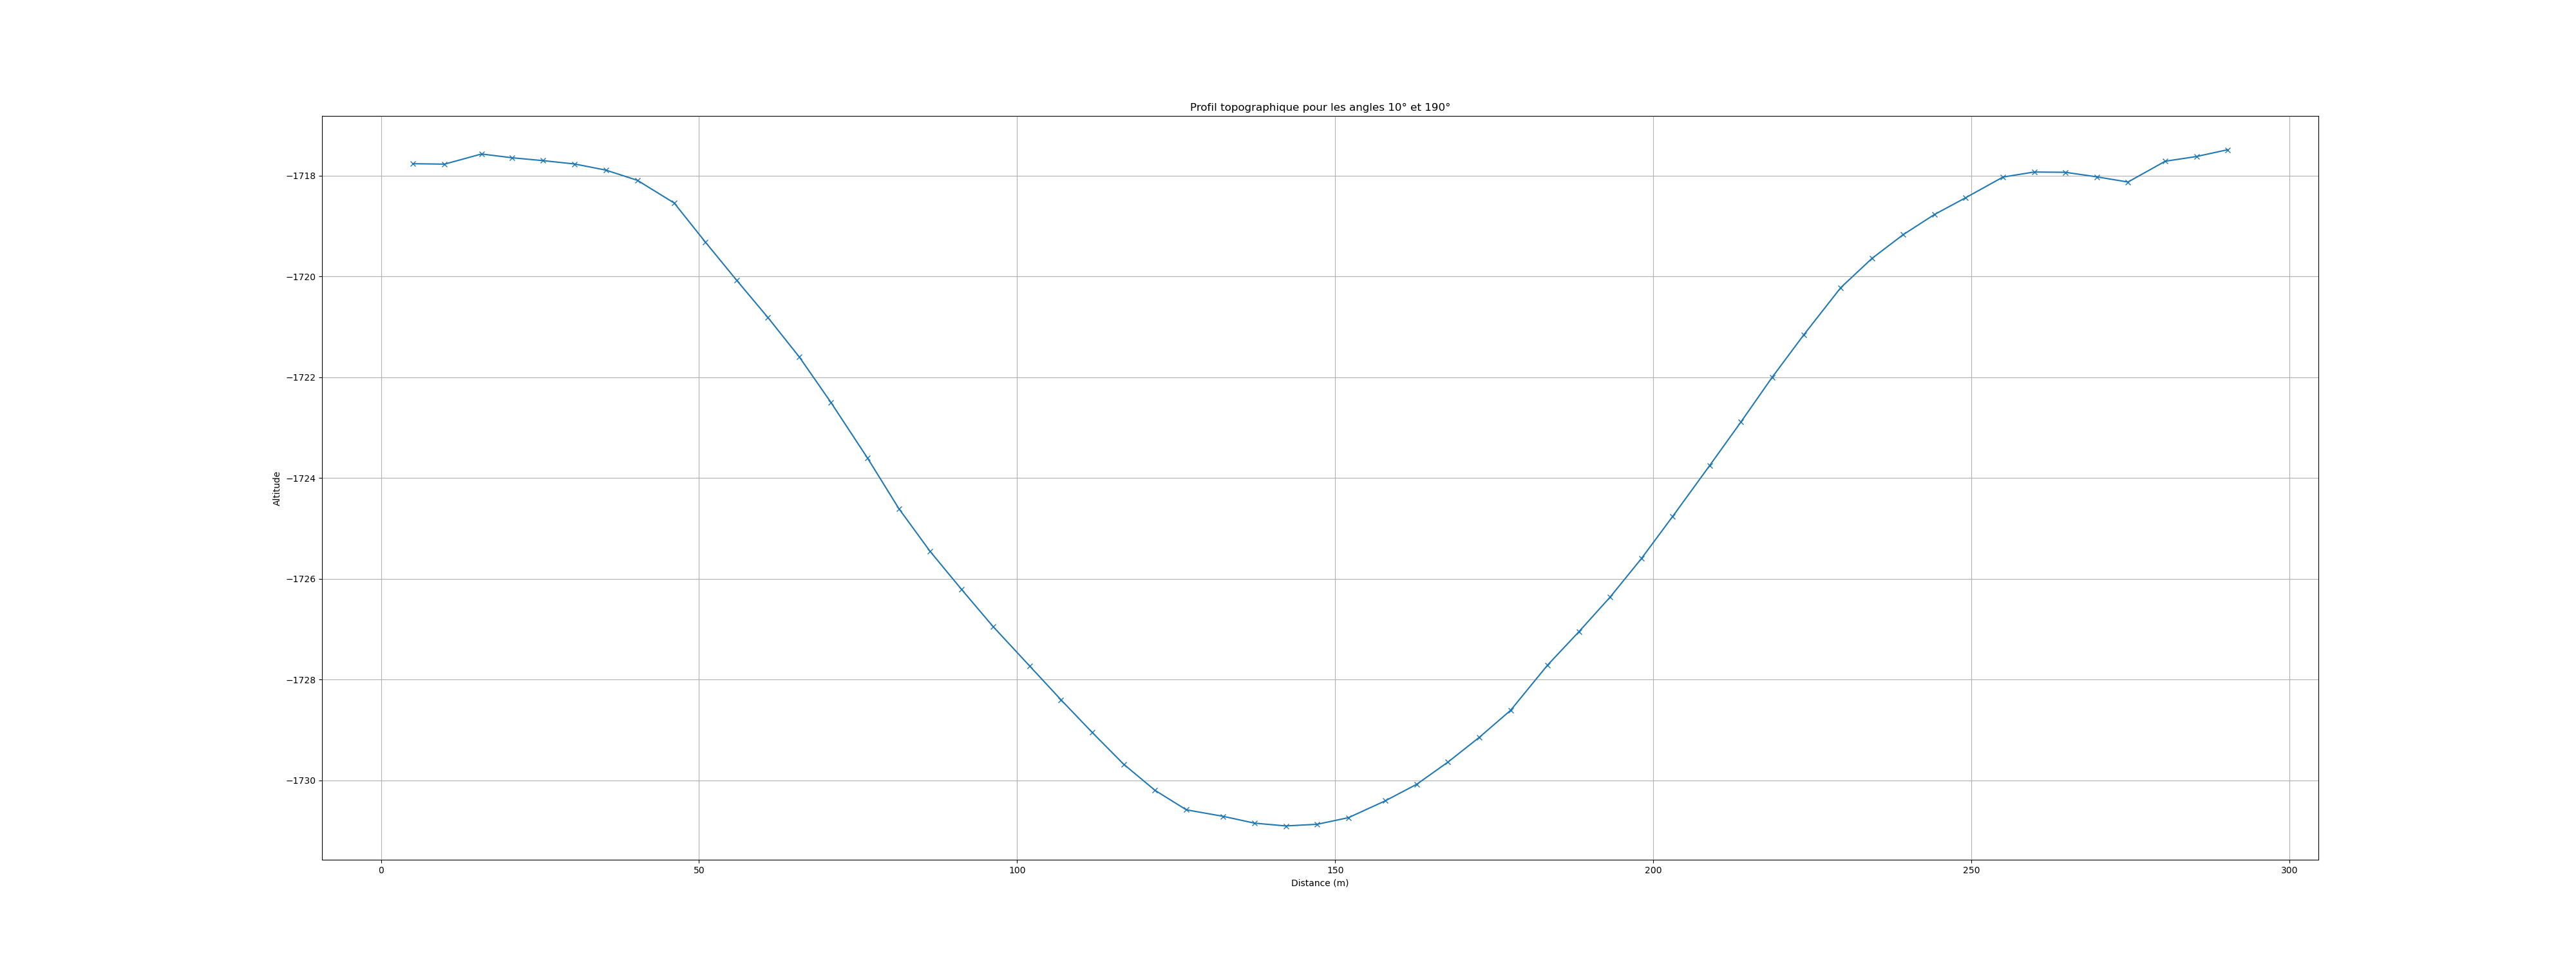 Profil topographique pour les angles 10° et 190°
Altitude
−1718
−1720
−1722
−1724
−1726
−1728
−1730
0 50 100 150 200 250 300
Distance (m)